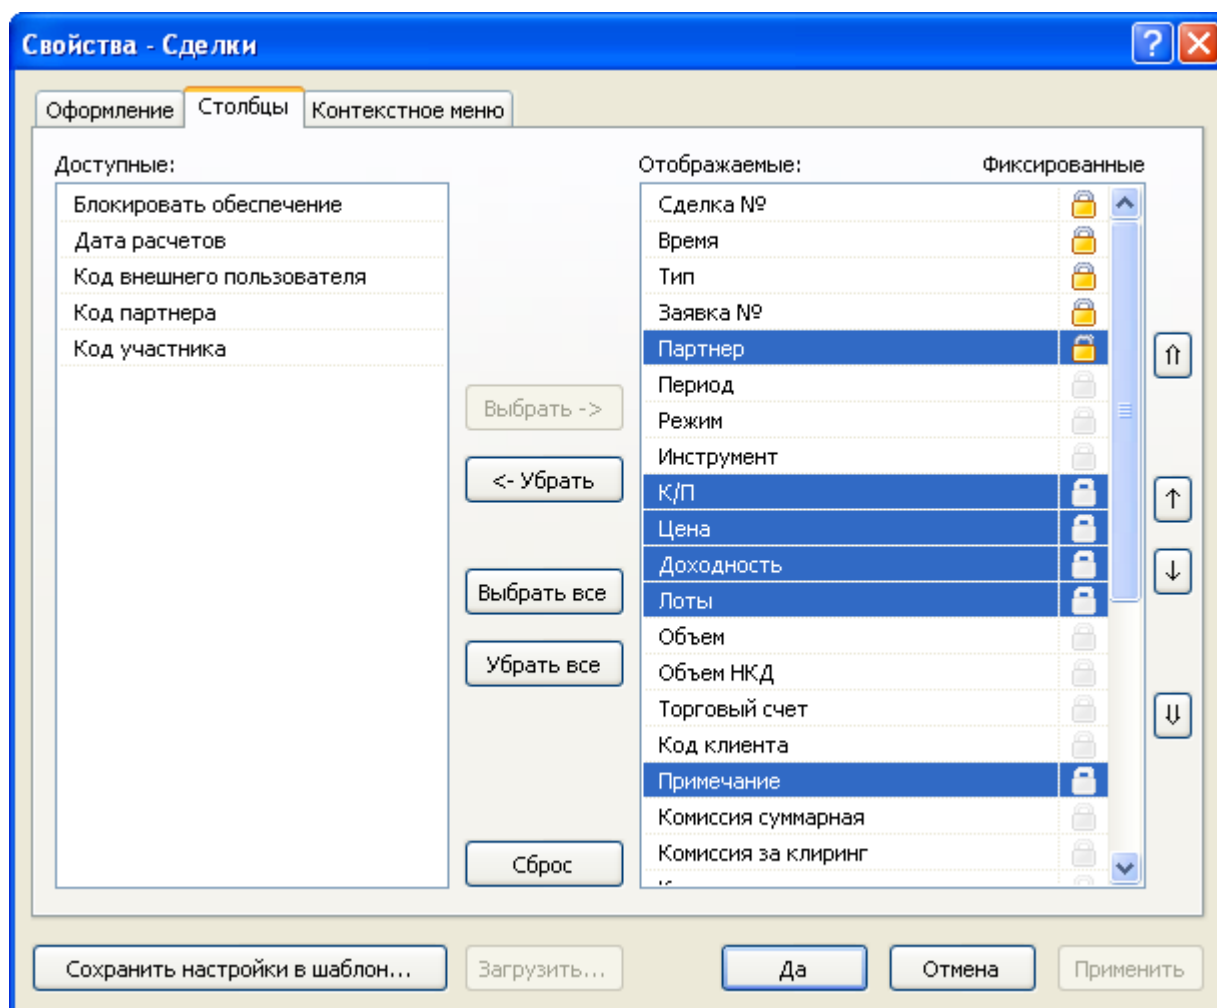 Свойства - Сделки
Оформление
Столбцы
Контекстное меню
Доступные:
Блокировать обеспечение
Дата расчетов
Код внешнего пользователя
Код партнера
Код участника
Выбрать ->
<- Убрать
Выбрать все
Убрать все
Сброс
Отображаемые:
Фиксированные
Сделка №
Время
Тип
Заявка №
Партнер
Период
Режим
Инструмент
К/П
Цена
Доходность
Лоты
Объем
Объем НКД
Торговый счет
Код клиента
Примечание
Комиссия суммарная
Комиссия за клиринг
Сохранить настройки в шаблон...
Загрузить...
Да
Отмена
Применить